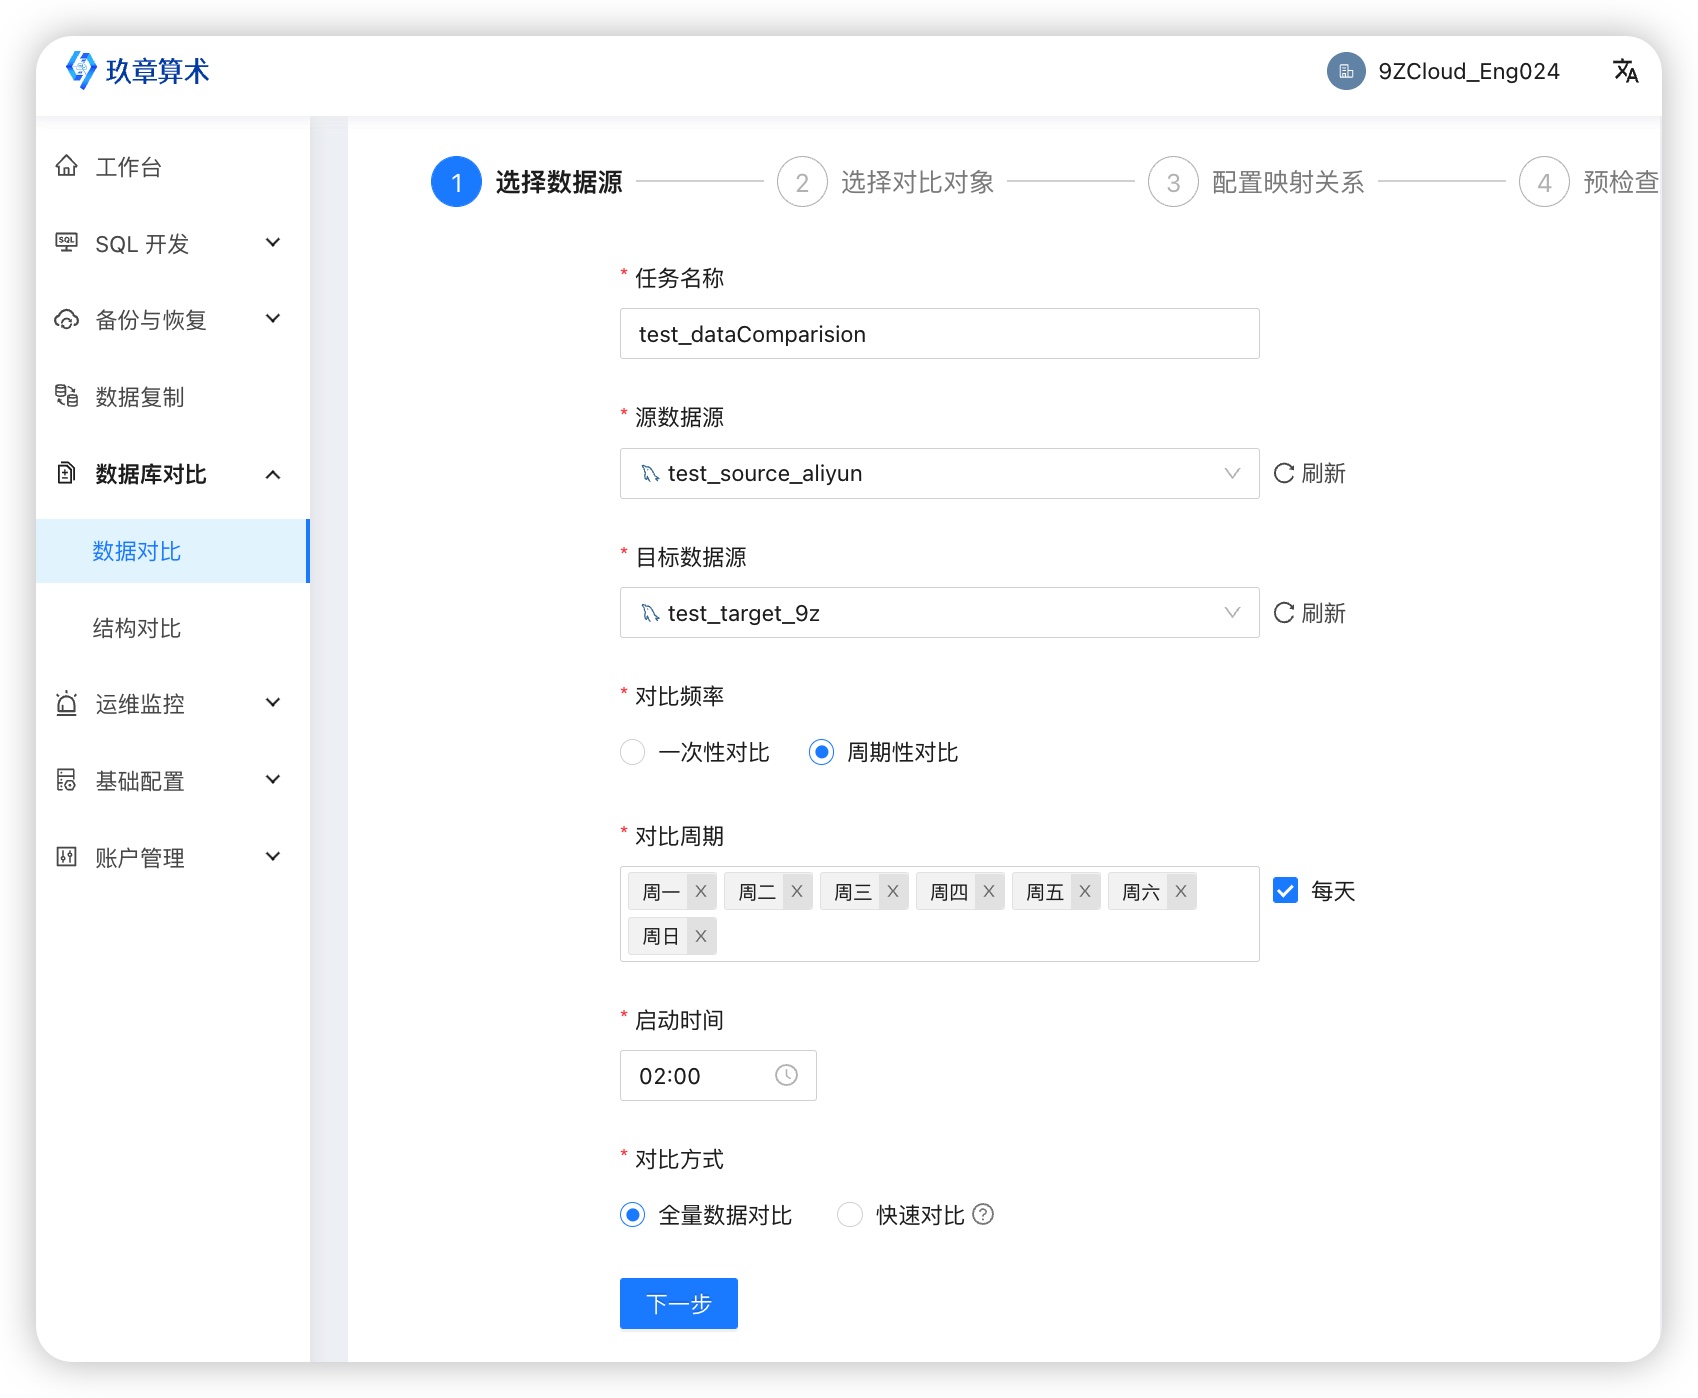 玖章算术
9ZCloud_Eng024
工作台
SQL 开发
备份与恢复
数据复制
数据库对比
数据对比
结构对比
运维监控
基础配置
账户管理
1 选择数据源
2 选择对比对象
3 配置映射关系
4 预检查
* 任务名称
test_dataComparision
* 源数据源
test_source_aliyun
刷新
* 目标数据源
test_target_9z
刷新
* 对比频率
一次性对比 周期性对比
* 对比周期
周一 X 周二 X 周三 X 周四 X 周五 X 周六 X
每天
周日 X
* 启动时间
02:00
* 对比方式
全量数据对比 快速对比 ?
下一步